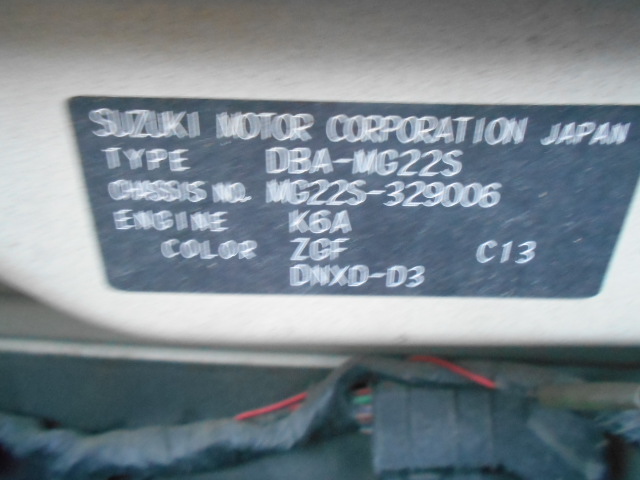 SUZUKI MOTOR CORPORATION JAPAN
TYPE DBA-MG22S
CHASSIS NO. MG22S-329006
ENGINE K6A
COLOR ZGF C13
DNXD-D3